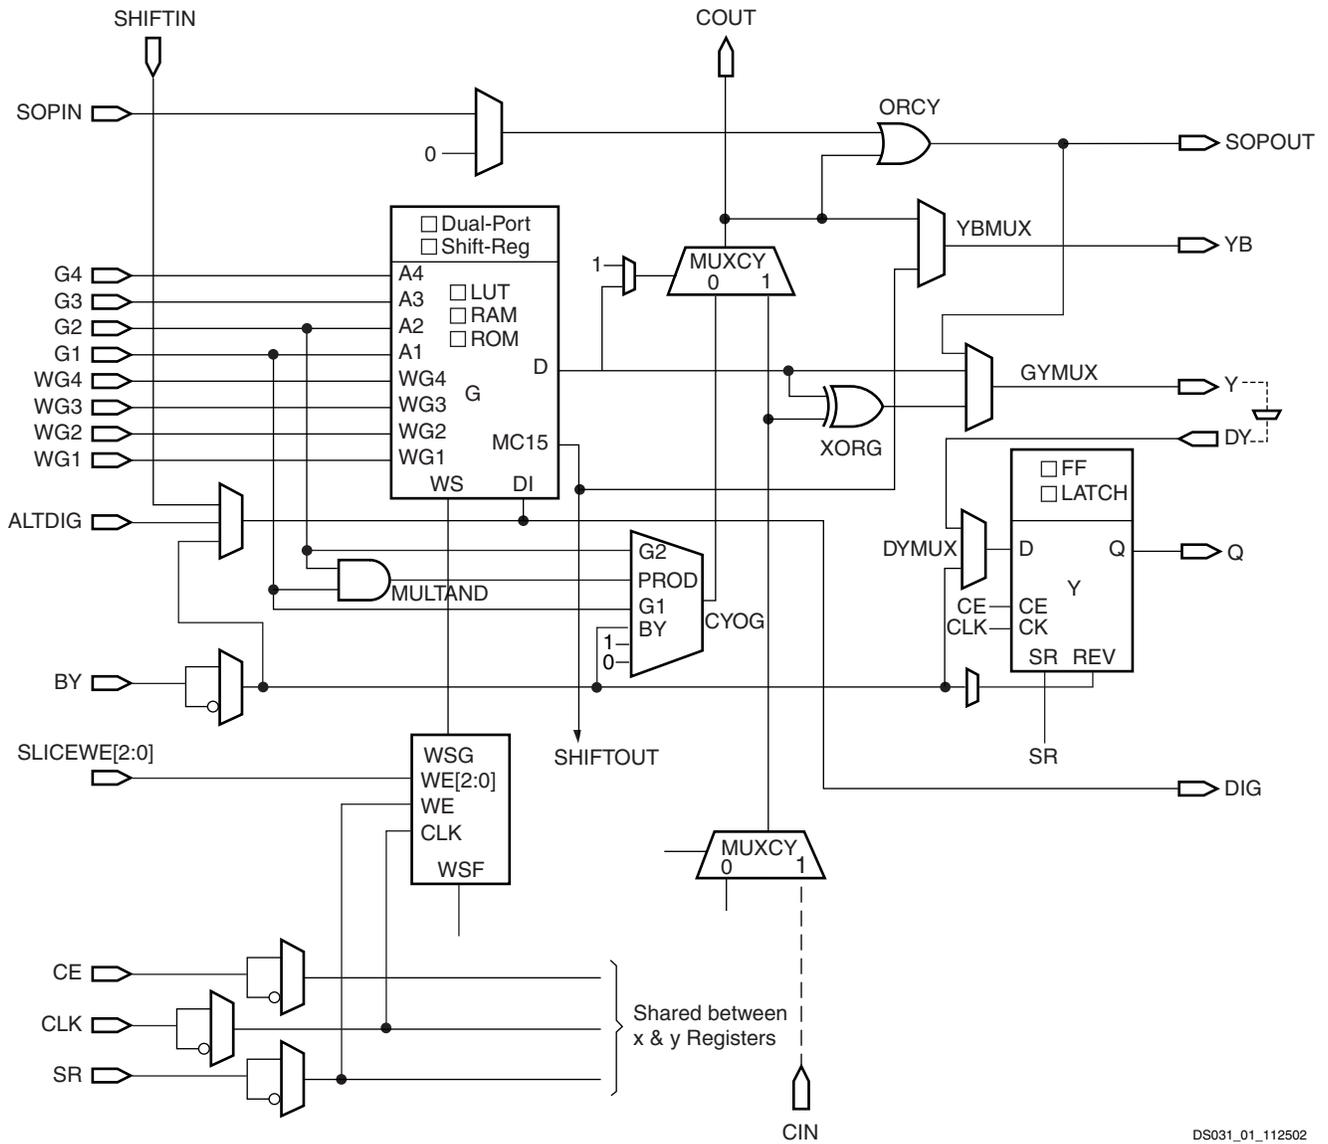 SHIFTIN
COUT
SOPIN
ORCY
SOPOUT
0
Dual-Port
Shift-Reg
YBMUX
YB
G4
G3
G2
G1
WG4
WG3
WG2
WG1
A4
A3
A2
A1
WG4
WG3
WG2
WG1
LUT
RAM
ROM
G
D
MC15
WS
DI
1
MUXCY
0 1
GYMUX
Y
XORG
DY
FF
LATCH
ALTDIG
DYMUX
D
Q
Q
Y
CE
CE
CLK
CK
SR REV
SR
MULTAND
G2
PROD
G1
BY
1
0
CYOG
BY
SLICEWE[2:0]
SHIFTOUT
WSG
WE[2:0]
WE
CLK
WSF
DIG
MUXCY
0 1
CE
CLK
SR
Shared between
x & y Registers
CIN
DS031_01_112502